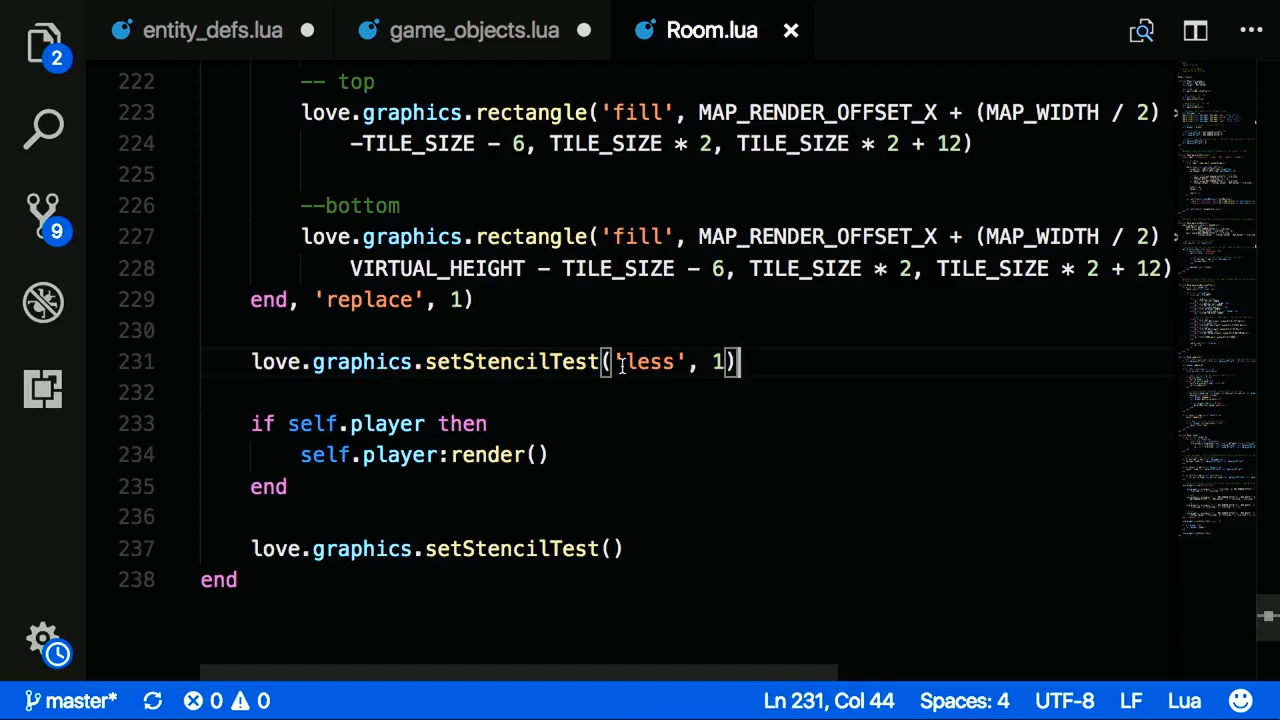 entity_defs.lua
game_objects.lua
Room.lua
2
9
222 -- top
223 love.graphics.rectangle('fill', MAP_RENDER_OFFSET_X + (MAP_WIDTH / 2)
224 -TILE_SIZE - 6, TILE_SIZE * 2, TILE_SIZE * 2 + 12)
225
226 --bottom
227 love.graphics.rectangle('fill', MAP_RENDER_OFFSET_X + (MAP_WIDTH / 2)
228 VIRTUAL_HEIGHT - TILE_SIZE - 6, TILE_SIZE * 2, TILE_SIZE * 2 + 12)
229 end, 'replace', 1)
230
231 love.graphics.setStencilTest('less', 1)
232
233 if self.player then
234 self.player:render()
235 end
236
237 love.graphics.setStencilTest()
238 end
master* 0 0 Ln 231, Col 44 Spaces: 4 UTF-8 LF Lua